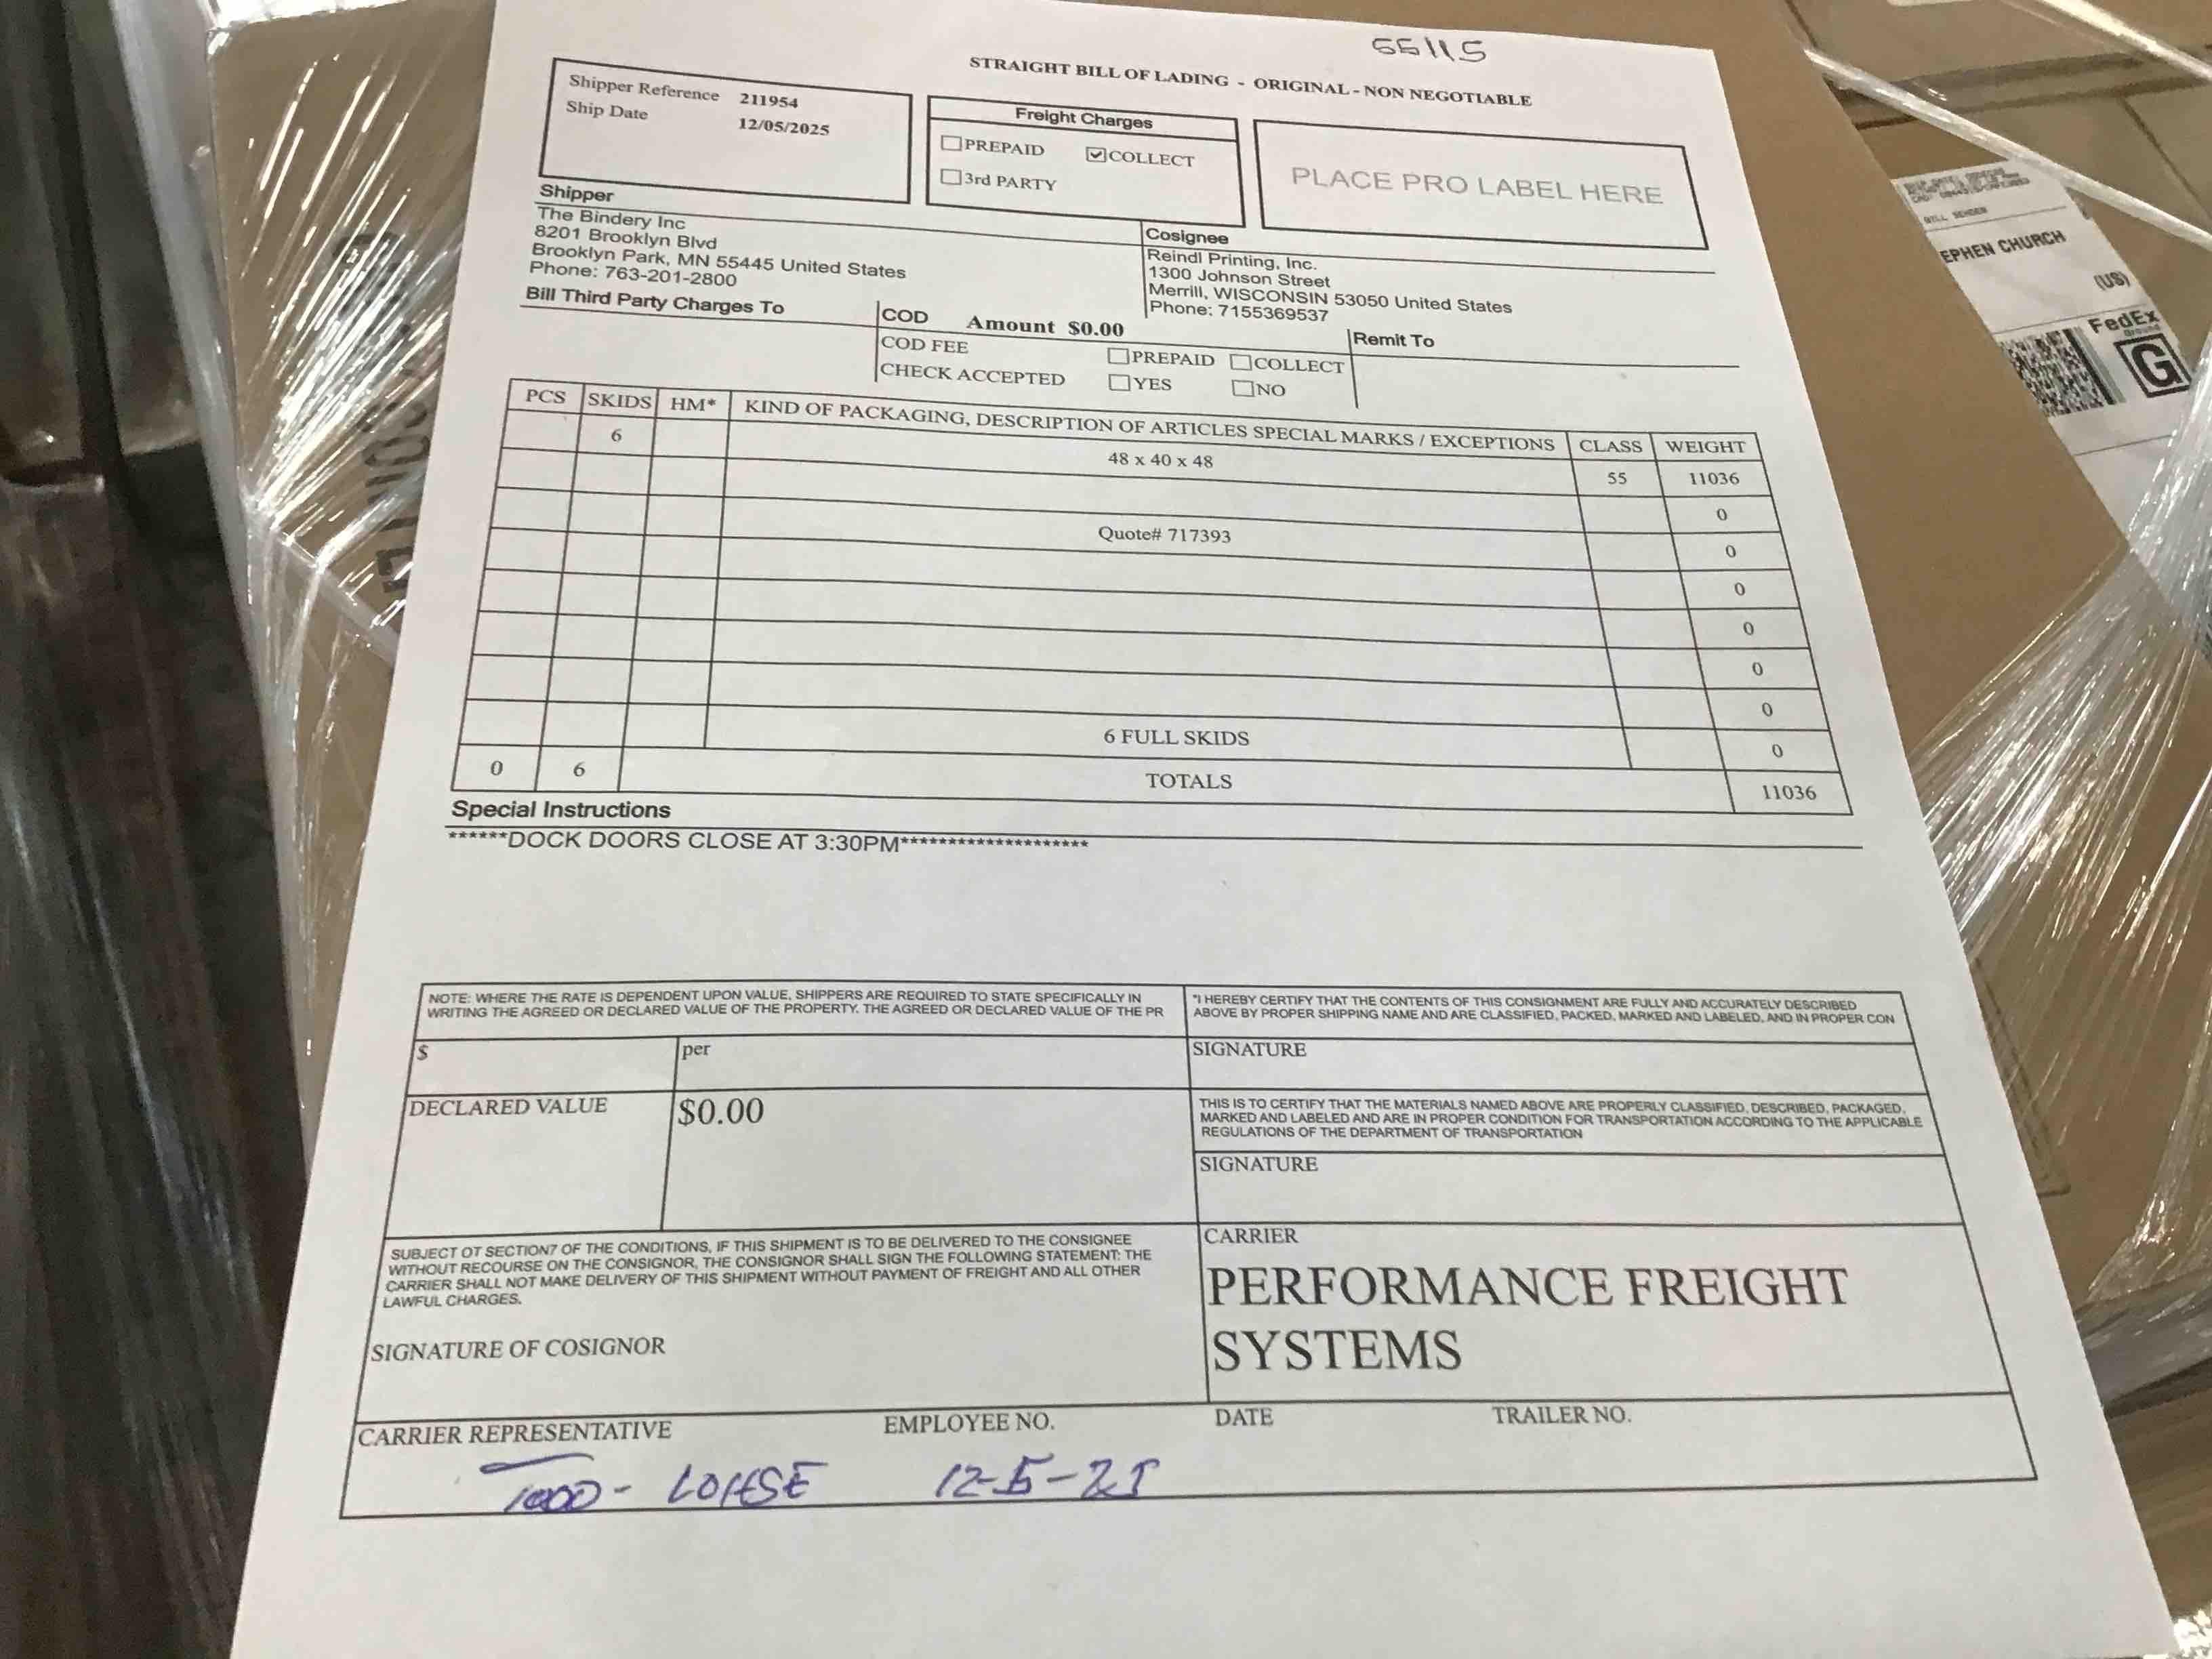 55115
STRAIGHT BILL OF LADING - ORIGINAL - NON NEGOTIABLE
Shipper Reference 211954
Ship Date 12/05/2025
Freight Charges
PREPAID COLLECT
3rd PARTY
PLACE PRO LABEL HERE
Shipper
The Bindery Inc
8201 Brooklyn Blvd
Brooklyn Park, MN 55445 United States
Phone: 763-201-2800
Cosignee
Reindl Printing, Inc.
1300 Johnson Street
Merrill, WISCONSIN 53050 United States
Phone: 7155369537
Bill Third Party Charges To
COD Amount $0.00
COD FEE PREPAID COLLECT
CHECK ACCEPTED YES NO
Remit To
PCS SKIDS HM* KIND OF PACKAGING, DESCRIPTION OF ARTICLES SPECIAL MARKS / EXCEPTIONS CLASS WEIGHT
6 48 x 40 x 48 55 11036
0
Quote# 717393 0
0
0
0
0
6 FULL SKIDS 0
0 6 TOTALS 11036
Special Instructions
******DOCK DOORS CLOSE AT 3:30PM********************
NOTE: WHERE THE RATE IS DEPENDENT UPON VALUE, SHIPPERS ARE REQUIRED TO STATE SPECIFICALLY IN
WRITING THE AGREED OR DECLARED VALUE OF THE PROPERTY. THE AGREED OR DECLARED VALUE OF THE PR
$ per
DECLARED VALUE $0.00
"I HEREBY CERTIFY THAT THE CONTENTS OF THIS CONSIGNMENT ARE FULLY AND ACCURATELY DESCRIBED
ABOVE BY PROPER SHIPPING NAME AND ARE CLASSIFIED, PACKED, MARKED AND LABELED, AND IN PROPER CON
SIGNATURE
THIS IS TO CERTIFY THAT THE MATERIALS NAMED ABOVE ARE PROPERLY CLASSIFIED, DESCRIBED, PACKAGED,
MARKED AND LABELED AND ARE IN PROPER CONDITION FOR TRANSPORTATION ACCORDING TO THE APPLICABLE
REGULATIONS OF THE DEPARTMENT OF TRANSPORTATION
SIGNATURE
SUBJECT OT SECTION7 OF THE CONDITIONS, IF THIS SHIPMENT IS TO BE DELIVERED TO THE CONSIGNEE
WITHOUT RECOURSE ON THE CONSIGNOR, THE CONSIGNOR SHALL SIGN THE FOLLOWING STATEMENT: THE
CARRIER SHALL NOT MAKE DELIVERY OF THIS SHIPMENT WITHOUT PAYMENT OF FREIGHT AND ALL OTHER
LAWFUL CHARGES.
SIGNATURE OF COSIGNOR
CARRIER
PERFORMANCE FREIGHT
SYSTEMS
CARRIER REPRESENTATIVE EMPLOYEE NO. DATE TRAILER NO.
TODD - LOHSE 12-5-25
BILL SENDER
EPHEN CHURCH
(US)
FedEx
Ground
G